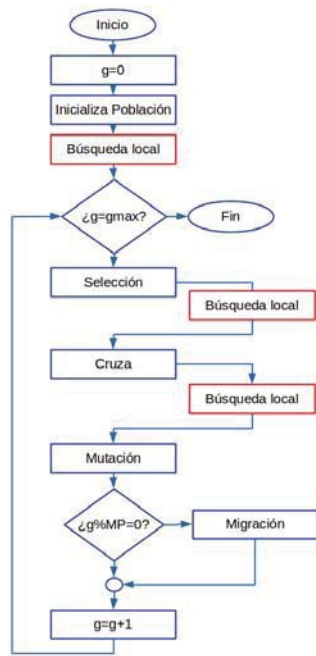 Inicio
g=0
Inicializa Población
Búsqueda local
¿g=gmax?
Fin
Selección
Búsqueda local
Cruza
Búsqueda local
Mutación
¿g%MP=0?
Migración
g=g+1